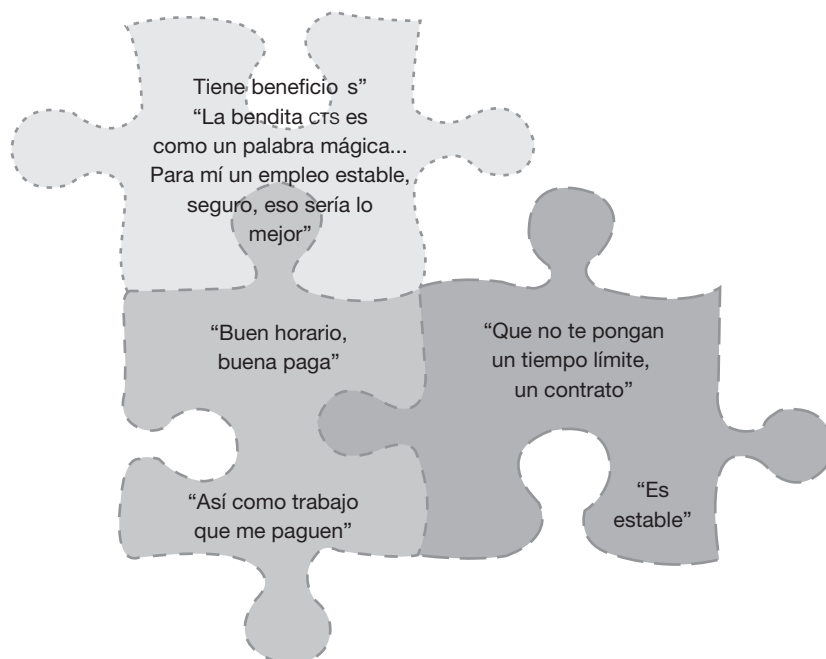 Tiene beneficio s”
“La bendita CTS es
como un palabra mágica...
Para mí un empleo estable,
seguro, eso sería lo
mejor”
“Buen horario,
buena paga”
“Que no te pongan
un tiempo límite,
un contrato”
“Así como trabajo
que me paguen”
“Es
estable”